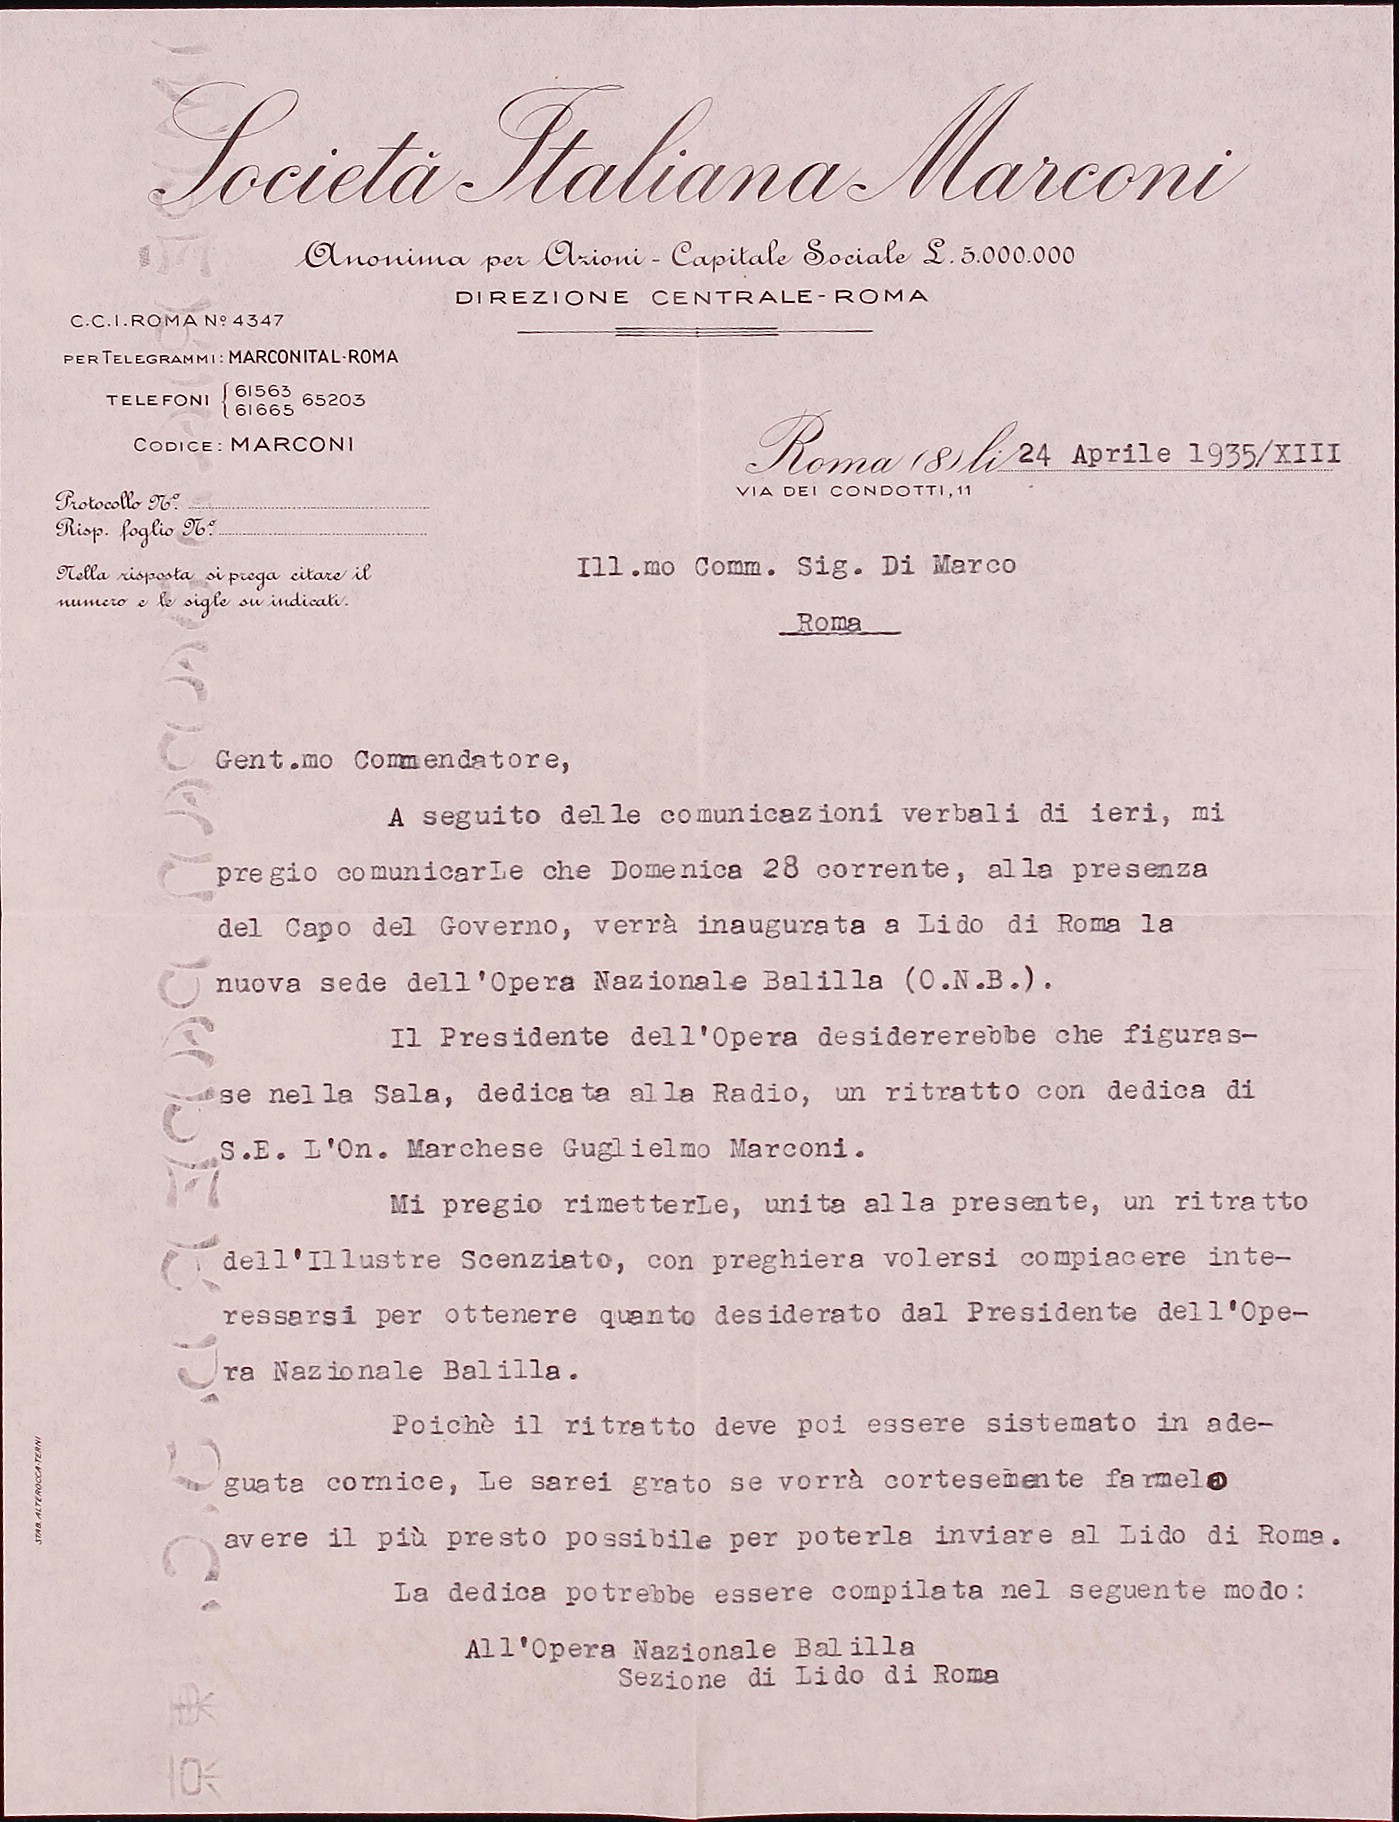 Società Italiana Marconi
Anonima per Azioni - Capitale Sociale L. 5.000.000
DIREZIONE CENTRALE-ROMA
C.C.I. ROMA Nº 4347
PER TELEGRAMMI: MARCONITAL-ROMA
TELEFONI { 61563 61665 65203
CODICE: MARCONI
Roma (8) li 24 Aprile 1935/XIII
VIA DEI CONDOTTI, 11
Protocollo Nº.
Risp. foglio Nº.
Nella risposta si prega citare il
numero e le sigle su indicati.
Ill.mo Comm. Sig. Di Marco
Roma
Gent.mo Commendatore,
A seguito delle comunicazioni verbali di ieri, mi
pregio comunicarLe che Domenica 28 corrente, alla presenza
del Capo del Governo, verrà inaugurata a Lido di Roma la
nuova sede dell'Opera Nazionale Balilla (O.N.B.).
Il Presidente dell'Opera desidererebbe che figuras-
se nella Sala, dedicata alla Radio, un ritratto con dedica di
S.E. L'On. Marchese Guglielmo Marconi.
Mi pregio rimetterLe, unita alla presente, un ritratto
dell'Illustre Scenziato, con preghiera volersi compiacere inte-
ressarsi per ottenere quanto desiderato dal Presidente dell'Ope-
ra Nazionale Balilla.
Poichè il ritratto deve poi essere sistemato in ade-
guata cornice, Le sarei grato se vorrà cortesemente farmelo
avere il più presto possibile per poterla inviare al Lido di Roma.
La dedica potrebbe essere compilata nel seguente modo:
All'Opera Nazionale Balilla
Sezione di Lido di Roma
STAB. ALTEROCCA-TERNI